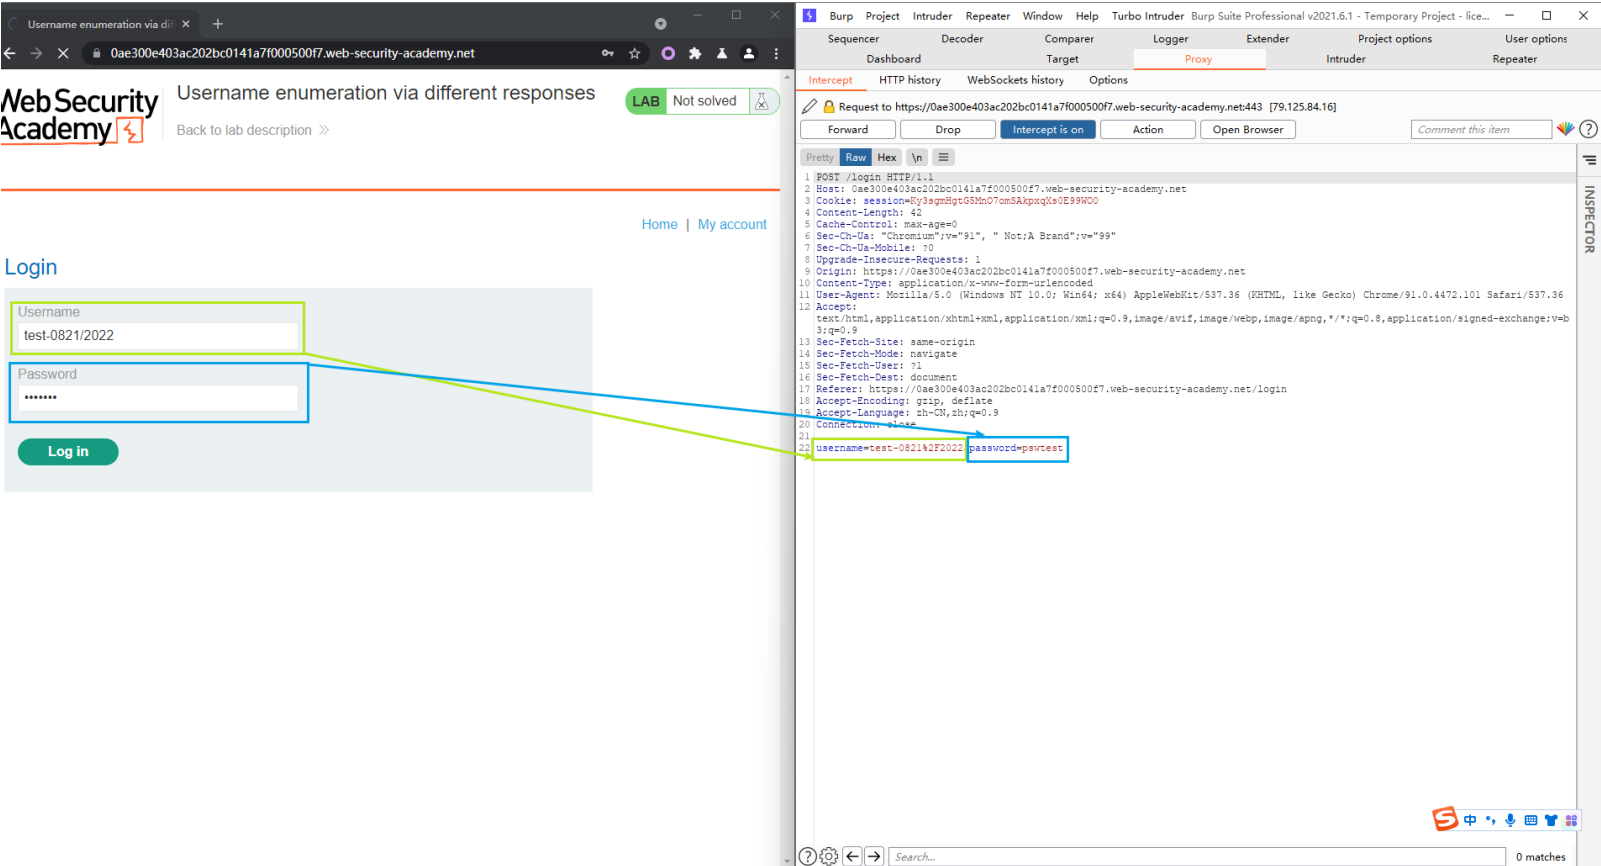 Username enumeration via dif
0ae300e403ac202bc0141a7f000500f7.web-security-academy.net
Web Security
Academy
Username enumeration via different responses
Back to lab description
LAB Not solved
Home | My account
Login
Username
test-0821/2022
Password
•••••••
Log in
Burp Project Intruder Repeater Window Help Turbo Intruder Burp Suite Professional v2021.6.1 - Temporary Project - lice...
Sequencer Decoder Comparer Logger Extender Project options User options
Dashboard Target Proxy Intruder Repeater
Intercept HTTP history WebSockets history Options
Request to https://0ae300e403ac202bc0141a7f000500f7.web-security-academy.net:443 [79.125.84.16]
Forward Drop Intercept is on Action Open Browser Comment this item
Pretty Raw Hex \n
INSPECTOR
1 POST /login HTTP/1.1
2 Host: 0ae300e403ac202bc0141a7f000500f7.web-security-academy.net
3 Cookie: session=Ky3sgmHgtG5MnO7omSAkpxqXs0E99WO0
4 Content-Length: 42
5 Cache-Control: max-age=0
6 Sec-Ch-Ua: "Chromium";v="91", " Not;A Brand";v="99"
7 Sec-Ch-Ua-Mobile: ?0
8 Upgrade-Insecure-Requests: 1
9 Origin: https://0ae300e403ac202bc0141a7f000500f7.web-security-academy.net
10 Content-Type: application/x-www-form-urlencoded
11 User-Agent: Mozilla/5.0 (Windows NT 10.0; Win64; x64) AppleWebKit/537.36 (KHTML, like Gecko) Chrome/91.0.4472.101 Safari/537.36
12 Accept:
text/html,application/xhtml+xml,application/xml;q=0.9,image/avif,image/webp,image/apng,*/*;q=0.8,application/signed-exchange;v=b
3;q=0.9
13 Sec-Fetch-Site: same-origin
14 Sec-Fetch-Mode: navigate
15 Sec-Fetch-User: ?1
16 Sec-Fetch-Dest: document
17 Referer: https://0ae300e403ac202bc0141a7f000500f7.web-security-academy.net/login
18 Accept-Encoding: gzip, deflate
19 Accept-Language: zh-CN,zh;q=0.9
20 Connection: close
21
22 username=test-0821%2F2022&password=pswtest
中
Search...
0 matches